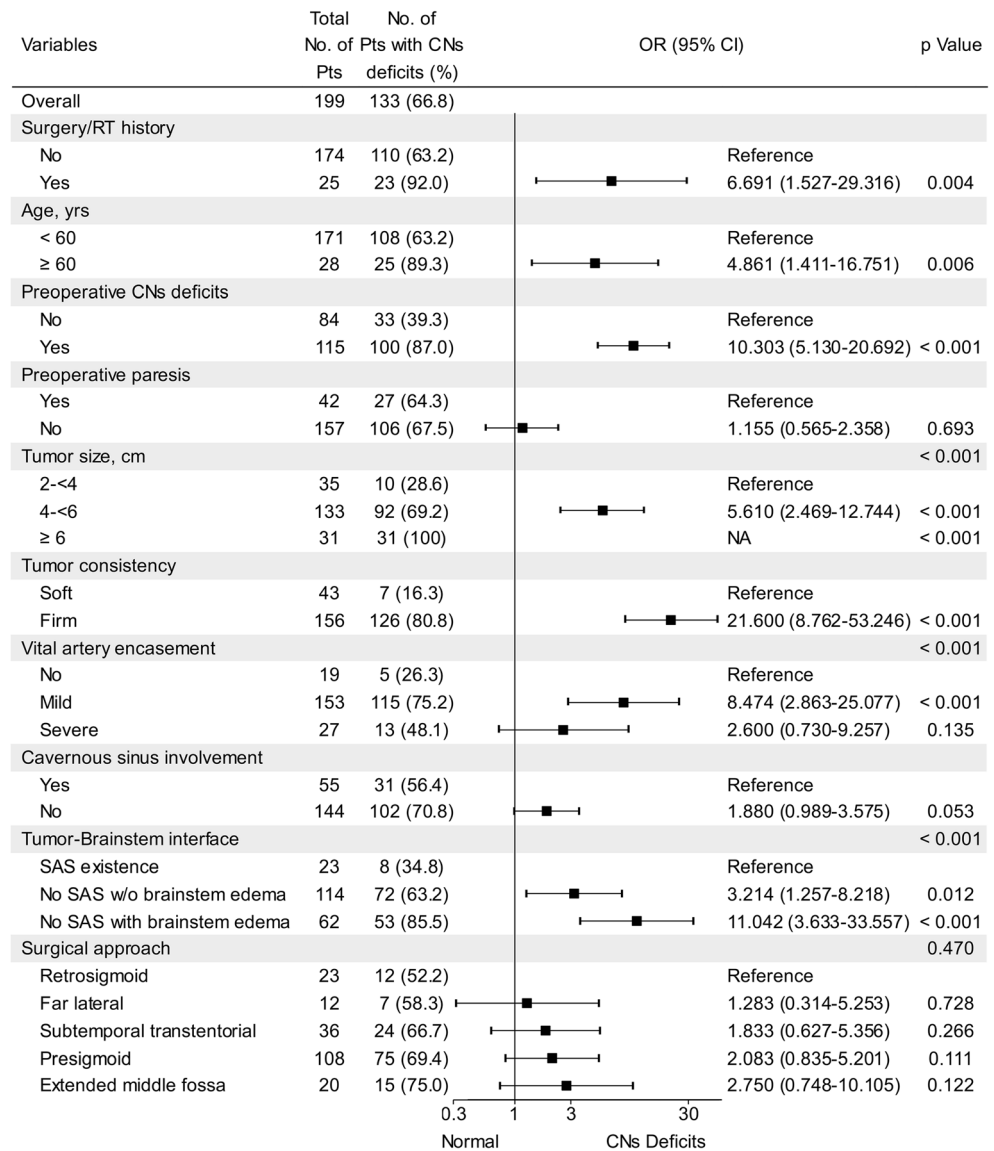 Total No. of
Variables No. of Pts with CNs OR (95% CI) p Value
Pts deficits (%)
Overall 199 133 (66.8)
Surgery/RT history
No 174 110 (63.2) Reference
Yes 25 23 (92.0) 6.691 (1.527-29.316) 0.004
Age, yrs
< 60 171 108 (63.2) Reference
≥ 60 28 25 (89.3) 4.861 (1.411-16.751) 0.006
Preoperative CNs deficits
No 84 33 (39.3) Reference
Yes 115 100 (87.0) 10.303 (5.130-20.692) < 0.001
Preoperative paresis
Yes 42 27 (64.3) Reference
No 157 106 (67.5) 1.155 (0.565-2.358) 0.693
Tumor size, cm < 0.001
2-<4 35 10 (28.6) Reference
4-<6 133 92 (69.2) 5.610 (2.469-12.744) < 0.001
≥ 6 31 31 (100) NA < 0.001
Tumor consistency
Soft 43 7 (16.3) Reference
Firm 156 126 (80.8) 21.600 (8.762-53.246) < 0.001
Vital artery encasement < 0.001
No 19 5 (26.3) Reference
Mild 153 115 (75.2) 8.474 (2.863-25.077) < 0.001
Severe 27 13 (48.1) 2.600 (0.730-9.257) 0.135
Cavernous sinus involvement
Yes 55 31 (56.4) Reference
No 144 102 (70.8) 1.880 (0.989-3.575) 0.053
Tumor-Brainstem interface < 0.001
SAS existence 23 8 (34.8) Reference
No SAS w/o brainstem edema 114 72 (63.2) 3.214 (1.257-8.218) 0.012
No SAS with brainstem edema 62 53 (85.5) 11.042 (3.633-33.557) < 0.001
Surgical approach 0.470
Retrosigmoid 23 12 (52.2) Reference
Far lateral 12 7 (58.3) 1.283 (0.314-5.253) 0.728
Subtemporal transtentorial 36 24 (66.7) 1.833 (0.627-5.356) 0.266
Presigmoid 108 75 (69.4) 2.083 (0.835-5.201) 0.111
Extended middle fossa 20 15 (75.0) 2.750 (0.748-10.105) 0.122
0.3 1 3 30
Normal CNs Deficits